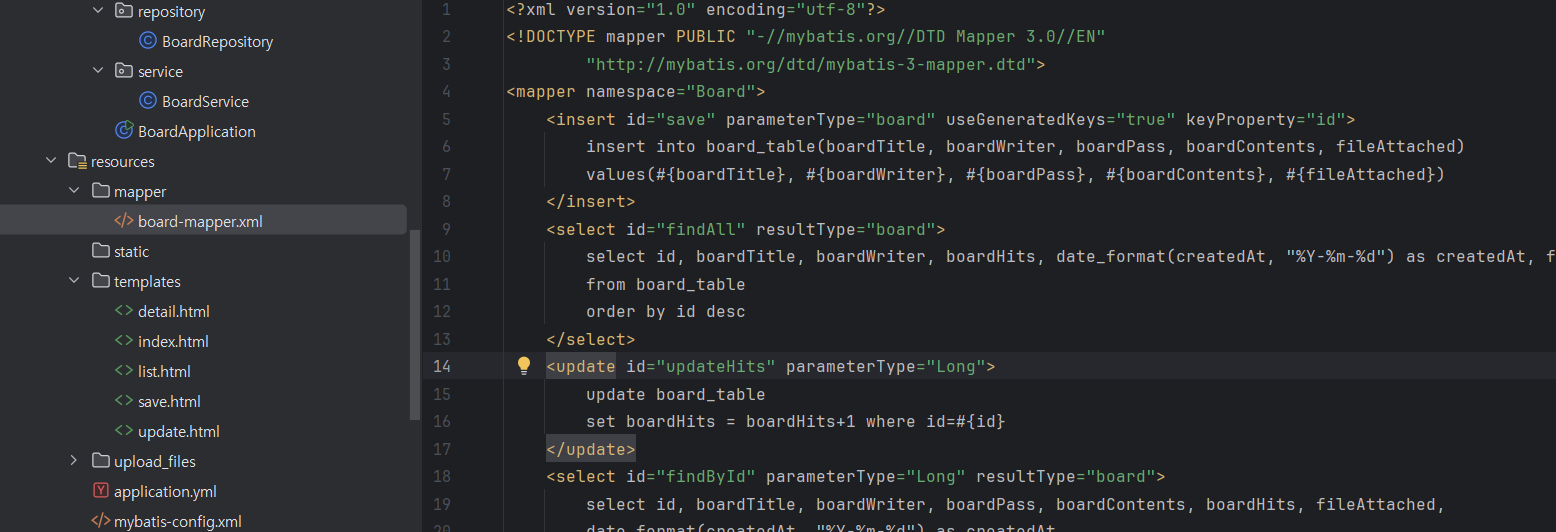 repository
BoardRepository
service
BoardService
BoardApplication
resources
mapper
board-mapper.xml
static
templates
detail.html
index.html
list.html
save.html
update.html
upload_files
application.yml
mybatis-config.xml
1 <?xml version="1.0" encoding="utf-8"?>
2 <!DOCTYPE mapper PUBLIC "-//mybatis.org//DTD Mapper 3.0//EN"
3 "http://mybatis.org/dtd/mybatis-3-mapper.dtd">
4 <mapper namespace="Board">
5 <insert id="save" parameterType="board" useGeneratedKeys="true" keyProperty="id">
6 insert into board_table(boardTitle, boardWriter, boardPass, boardContents, fileAttached)
7 values(#{boardTitle}, #{boardWriter}, #{boardPass}, #{boardContents}, #{fileAttached})
8 </insert>
9 <select id="findAll" resultType="board">
10 select id, boardTitle, boardWriter, boardHits, date_format(createdAt, "%Y-%m-%d") as createdAt, f
11 from board_table
12 order by id desc
13 </select>
14 <update id="updateHits" parameterType="Long">
15 update board_table
16 set boardHits = boardHits+1 where id=#{id}
17 </update>
18 <select id="findById" parameterType="Long" resultType="board">
19 select id, boardTitle, boardWriter, boardPass, boardContents, boardHits, fileAttached,
20 date_format(createdAt, "%Y-%m-%d") as createdAt